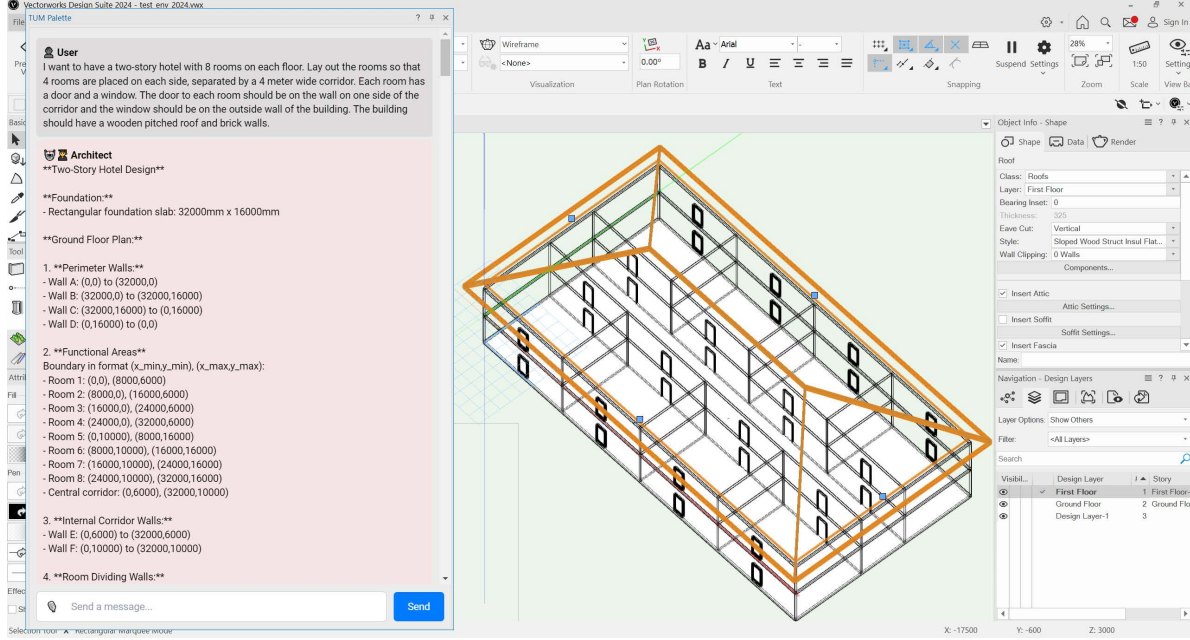 Vectorworks Design Suite 2024 - test_env_2024.vwx
File
Sign In
TUM Palette
User
I want to have a two-story hotel with 8 rooms on each floor. Lay out the rooms so that
4 rooms are placed on each side, separated by a 4 meter wide corridor. Each room has
a door and a window. The door to each room should be on the wall on one side of the
corridor and the window should be on the outside wall of the building. The building
should have a wooden pitched roof and brick walls.
Architect
**Two-Story Hotel Design**
**Foundation:**
- Rectangular foundation slab: 32000mm x 16000mm
**Ground Floor Plan:**
1. **Perimeter Walls:**
- Wall A: (0,0) to (32000,0)
- Wall B: (32000,0) to (32000,16000)
- Wall C: (32000,16000) to (0,16000)
- Wall D: (0,16000) to (0,0)
2. **Functional Areas**
Boundary in format (x_min,y_min), (x_max,y_max):
- Room 1: (0,0), (8000,6000)
- Room 2: (8000,0), (16000,6000)
- Room 3: (16000,0), (24000,6000)
- Room 4: (24000,0), (32000,6000)
- Room 5: (0,10000), (8000,16000)
- Room 6: (8000,10000), (16000,16000)
- Room 7: (16000,10000), (24000,16000)
- Room 8: (24000,10000), (32000,16000)
- Central corridor: (0,6000), (32000,10000)
3. **Internal Corridor Walls:**
- Wall E: (0,6000) to (32000,6000)
- Wall F: (0,10000) to (32000,10000)
4. **Room Dividing Walls:**
Send a message...
Send
Wireframe
<None>
Visualization
0.00°
Plan Rotation
Aa Arial
B I U
Text
Snapping
Suspend Settings
28%
Zoom
1:50
Scale
Setting
View Ba
Basic
Tool
Attri
Fill
Pen
Effec
Object Info - Shape
Shape Data Render
Roof
Class: Roofs
Layer: First Floor
Bearing Inset: 0
Thickness: 325
Eave Cut: Vertical
Style: Sloped Wood Struct Insul Flat...
Wall Clipping: 0 Walls
Components...
Insert Attic
Attic Settings...
Insert Soffit
Soffit Settings...
Insert Fascia
Name:
Navigation - Design Layers
Layer Options: Show Others
Filter: <All Layers>
Search
Visibil... Design Layer Story
First Floor 1 First Floor-
Ground Floor 2 Ground Flo
Design Layer-1 3
Selection Tool Rectangular Marquee Mode
X: -17500 Y: -600 Z: 3000